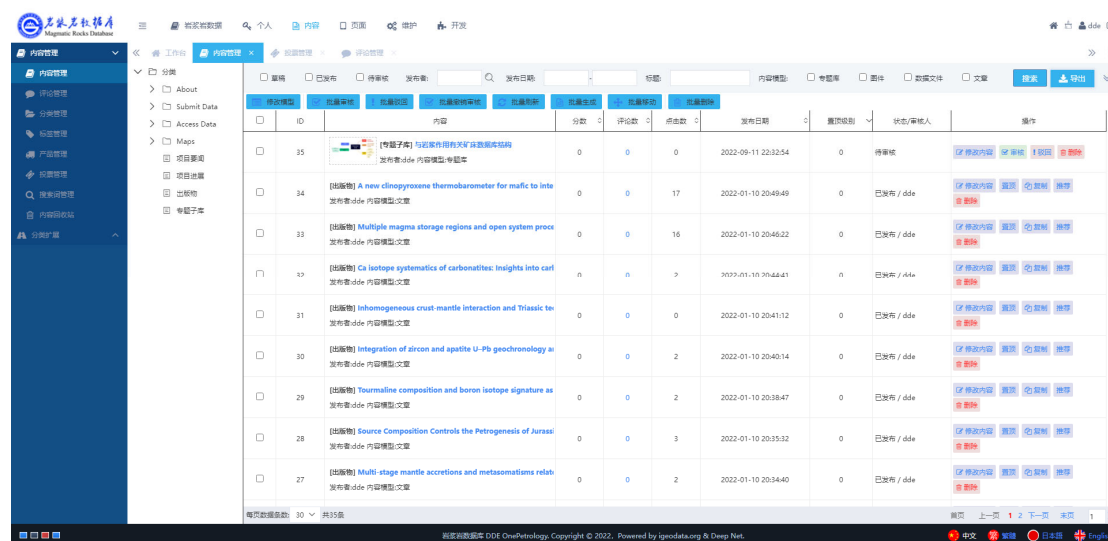 岩浆岩数据库
Magmatic Rocks Database
岩浆岩数据 个人 内容 页面 维护 开发
dde
内容管理
工作台 内容管理 × 投票管理 × 评论管理 ×
内容管理
评论管理
分类管理
标签管理
产品管理
投票管理
搜索词管理
内容回收站
分类扩展
分类
About
Submit Data
Access Data
Maps
项目要闻
项目进展
出版物
专题子库
草稿 已发布 待审核 发布者: 发布日期: - 标题: 内容模型: 专题库 图件 数据文件 文章 搜索 导出
修改模型 批量审核 批量驳回 批量撤销审核 批量刷新 批量生成 批量移动 批量删除
ID 内容 分数 评论数 点击数 发布日期 置顶级别 状态/审核人 操作
35 [专题子库] 与岩浆作用有关矿床数据库结构 0 0 0 2022-09-11 22:32:54 0 待审核 修改内容 审核 驳回 删除
发布者:dde 内容模型:专题库
34 [出版物] A new clinopyroxene thermobarometer for mafic to inte 0 0 17 2022-01-10 20:49:49 0 已发布 / dde 修改内容 置顶 复制 推荐
发布者:dde 内容模型:文章 删除
33 [出版物] Multiple magma storage regions and open system proce 0 0 16 2022-01-10 20:46:22 0 已发布 / dde 修改内容 置顶 复制 推荐
发布者:dde 内容模型:文章 删除
32 [出版物] Ca isotope systematics of carbonatites: Insights into carl 0 0 2 2022-01-10 20:44:41 0 已发布 / dde 修改内容 置顶 复制 推荐
发布者:dde 内容模型:文章 删除
31 [出版物] Inhomogeneous crust-mantle interaction and Triassic te 0 0 0 2022-01-10 20:41:12 0 已发布 / dde 修改内容 置顶 复制 推荐
发布者:dde 内容模型:文章 删除
30 [出版物] Integration of zircon and apatite U–Pb geochronology a 0 0 2 2022-01-10 20:40:14 0 已发布 / dde 修改内容 置顶 复制 推荐
发布者:dde 内容模型:文章 删除
29 [出版物] Tourmaline composition and boron isotope signature as 0 0 2 2022-01-10 20:38:47 0 已发布 / dde 修改内容 置顶 复制 推荐
发布者:dde 内容模型:文章 删除
28 [出版物] Source Composition Controls the Petrogenesis of Jurassi 0 0 3 2022-01-10 20:35:32 0 已发布 / dde 修改内容 置顶 复制 推荐
发布者:dde 内容模型:文章 删除
27 [出版物] Multi-stage mantle accretions and metasomatisms relat 0 0 2 2022-01-10 20:34:40 0 已发布 / dde 修改内容 置顶 复制 推荐
发布者:dde 内容模型:文章 删除
每页数据条数: 30 共35条 首页 上一页 1 2 下一页 末页 1
岩浆岩数据库 DDE OnePetrology. Copyright © 2022. Powered by igeodata.org & Deep Net. 中文 繁體 日本語 Englis